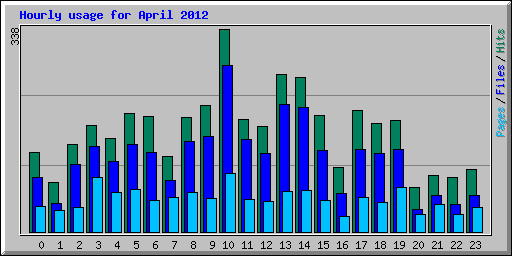 Hourly usage for April 2012
338
Pages / Files / Hits
0 1 2 3 4 5 6 7 8 9 10 11 12 13 14 15 16 17 18 19 20 21 22 23